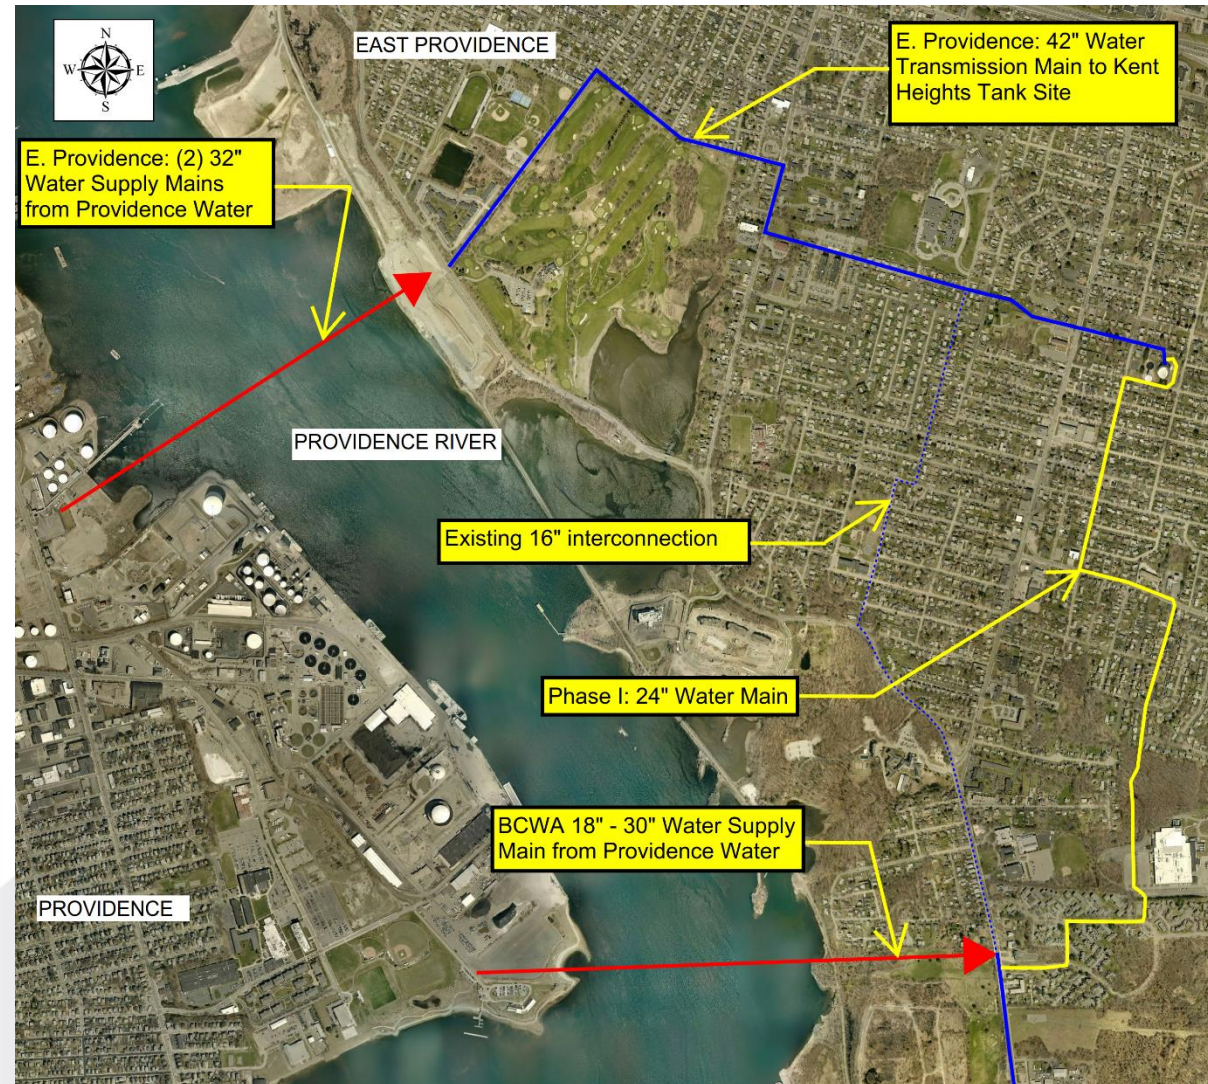 N
W E
S
EAST PROVIDENCE
E. Providence: 42" Water
Transmission Main to Kent
Heights Tank Site
E. Providence: (2) 32"
Water Supply Mains
from Providence Water
PROVIDENCE RIVER
Existing 16" interconnection
Phase I: 24" Water Main
BCWA 18" - 30" Water Supply
Main from Providence Water
PROVIDENCE